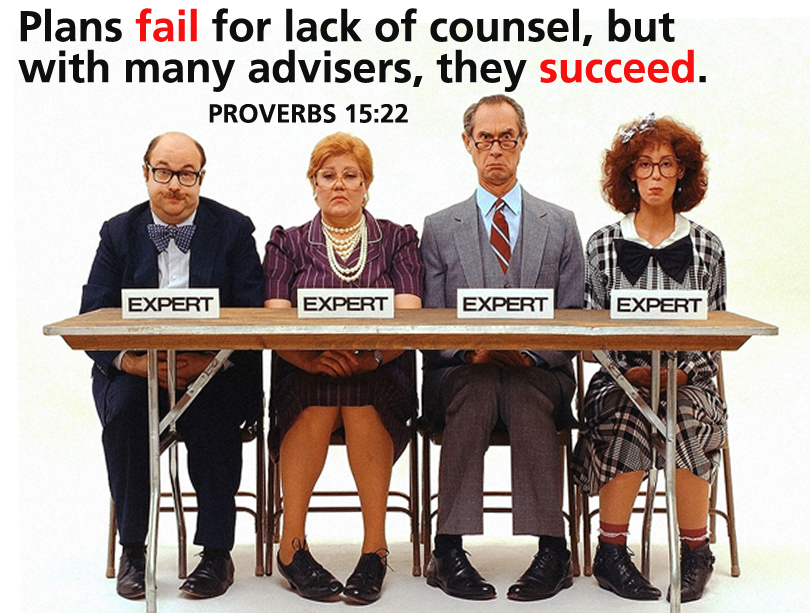 Plans fail for lack of counsel, but
with many advisers, they succeed.
PROVERBS 15:22
EXPERT EXPERT EXPERT EXPERT